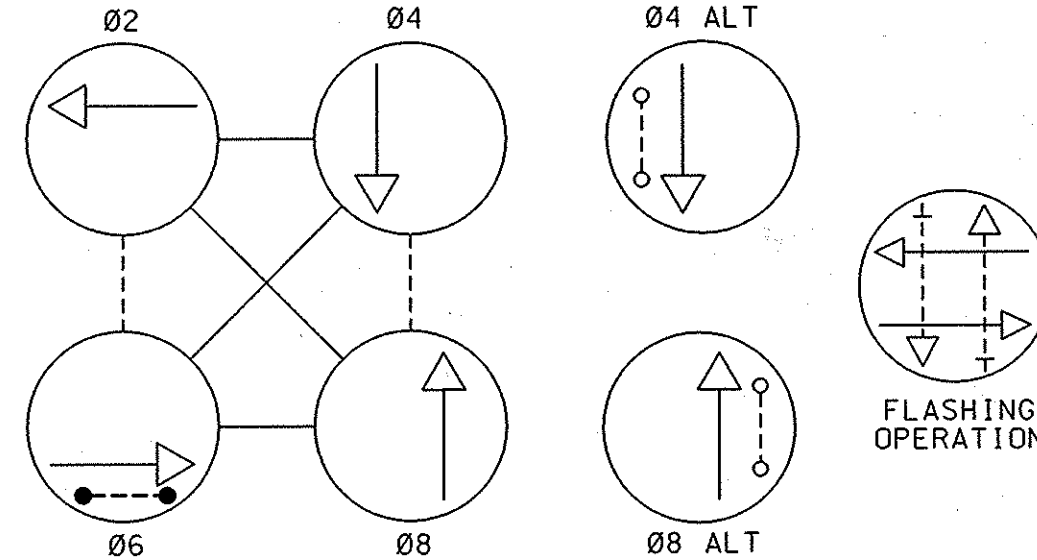 Ø2
Ø4
Ø4 ALT
FLASHING
OPERATION
Ø6
Ø8
Ø8 ALT